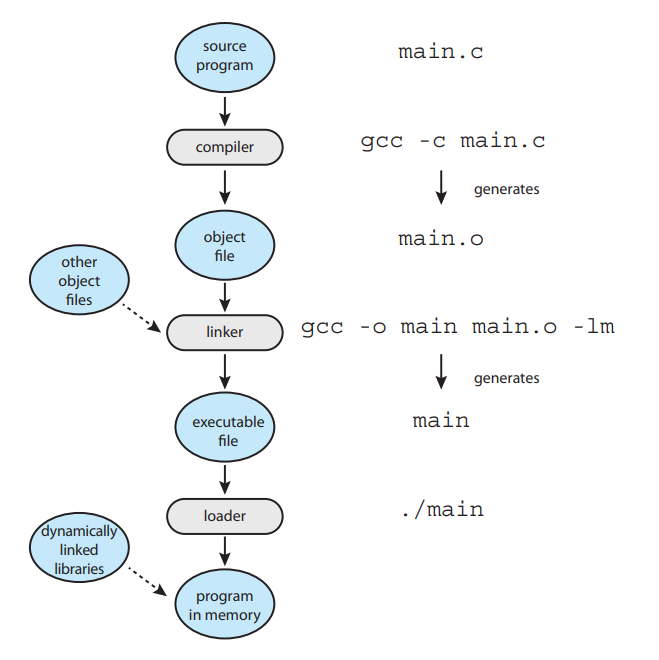 source
program
main.c
compiler
gcc -c main.c
generates
object
file
main.o
other
object
files
linker
gcc -o main main.o -lm
generates
executable
file
main
loader
./main
dynamically
linked
libraries
program
in memory